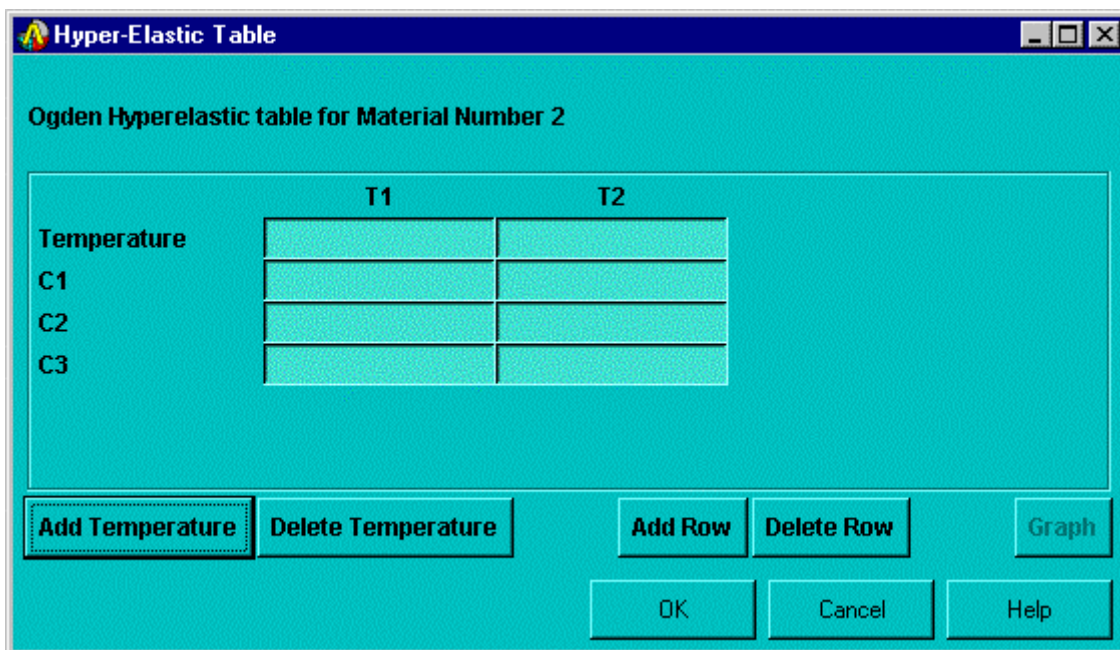 Hyper-Elastic Table
Ogden Hyperelastic table for Material Number 2
T1 T2
Temperature
C1
C2
C3
Add Temperature Delete Temperature Add Row Delete Row Graph
OK Cancel Help